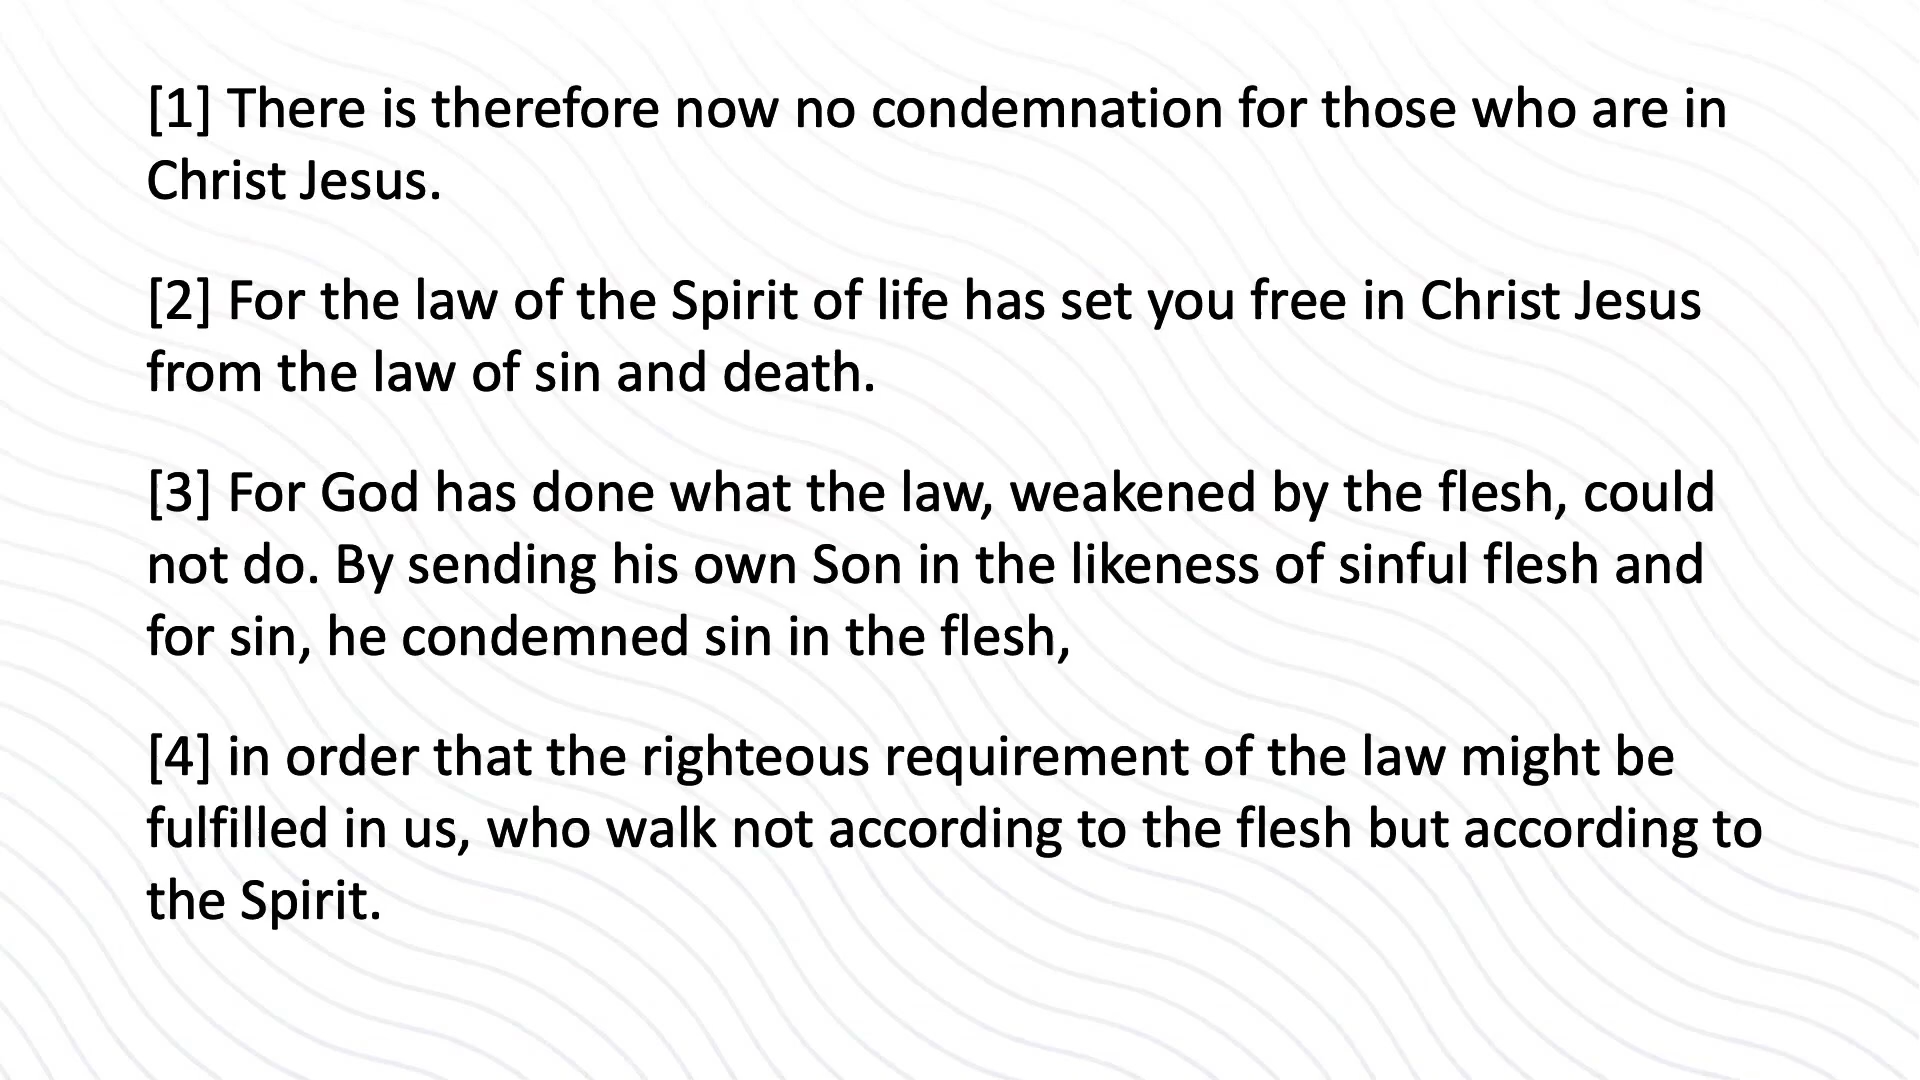 [1] There is therefore now no condemnation for those who are in
Christ Jesus.
[2] For the law of the Spirit of life has set you free in Christ Jesus
from the law of sin and death.
[3] For God has done what the law, weakened by the flesh, could
not do. By sending his own Son in the likeness of sinful flesh and
for sin, he condemned sin in the flesh,
[4] in order that the righteous requirement of the law might be
fulfilled in us, who walk not according to the flesh but according to
the Spirit.